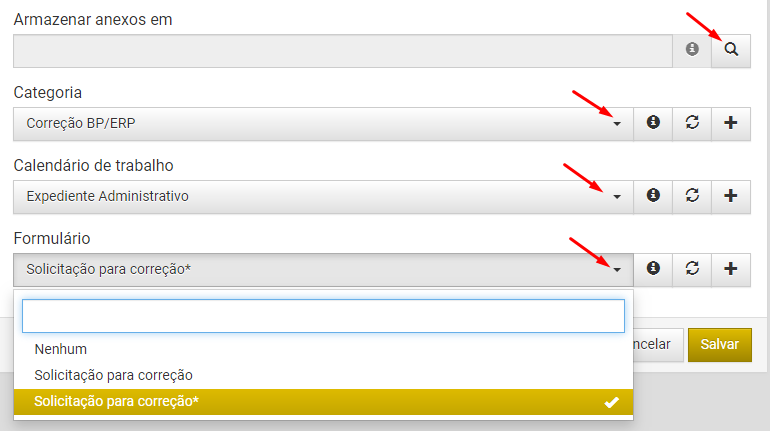 Armazenar anexos em
Categoria
Correção BP/ERP
Calendário de trabalho
Expediente Administrativo
Formulário
Solicitação para correção*
Nenhum
Solicitação para correção
Solicitação para correção*
ncelar
Salvar